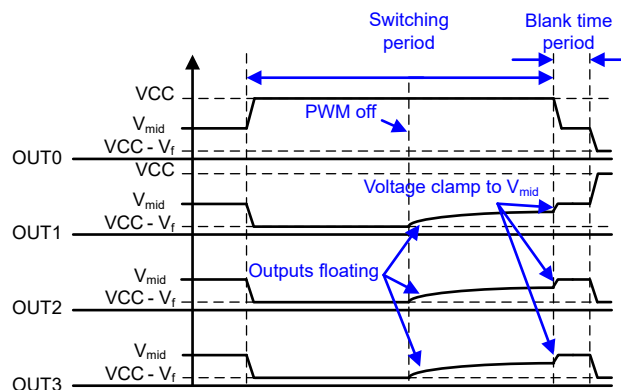 Switching
period
Blank time
period
VCC
PWM off
Vmid
VCC - Vf
OUT0
VCC
Voltage clamp to Vmid
Vmid
VCC - Vf
OUT1
Outputs floating
Vmid
VCC - Vf
OUT2
Vmid
VCC - Vf
OUT3